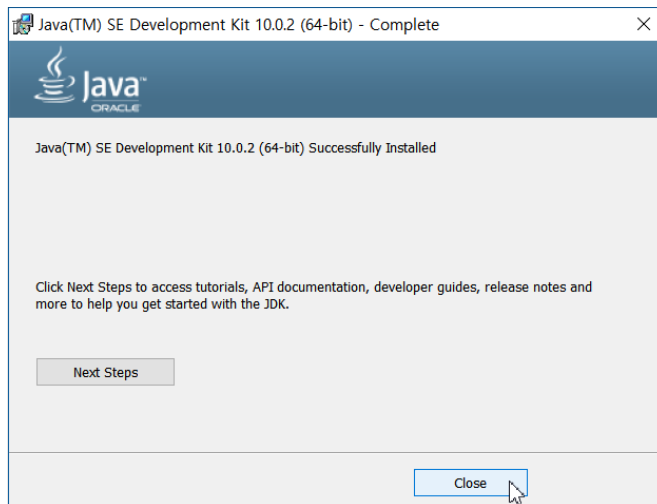 Java(TM) SE Development Kit 10.0.2 (64-bit) - Complete
Java™
ORACLE
Java(TM) SE Development Kit 10.0.2 (64-bit) Successfully Installed
Click Next Steps to access tutorials, API documentation, developer guides, release notes and
more to help you get started with the JDK.
Next Steps
Close